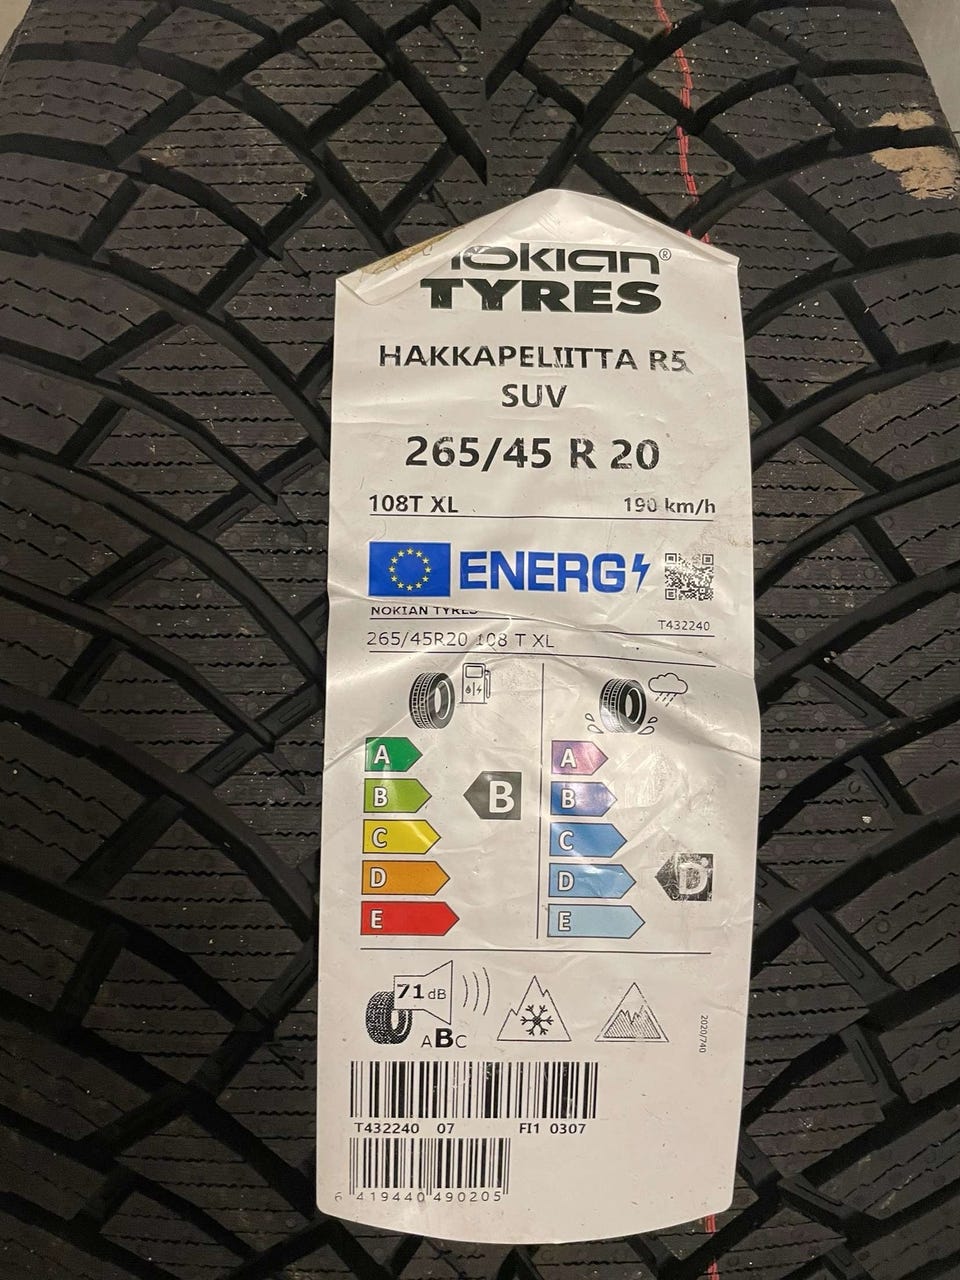 NOKIAN®
TYRES
HAKKAPELIITTA R5
SUV
265/45 R 20
108T XL 190 km/h
ENERG
NOKIAN TYRES
T432240
265/45R20 108 T XL
A A
B B B
C C
D D D
E E
71 dB
ABC
2020/740
T432240 07 FI1 0307
6 419440 490205